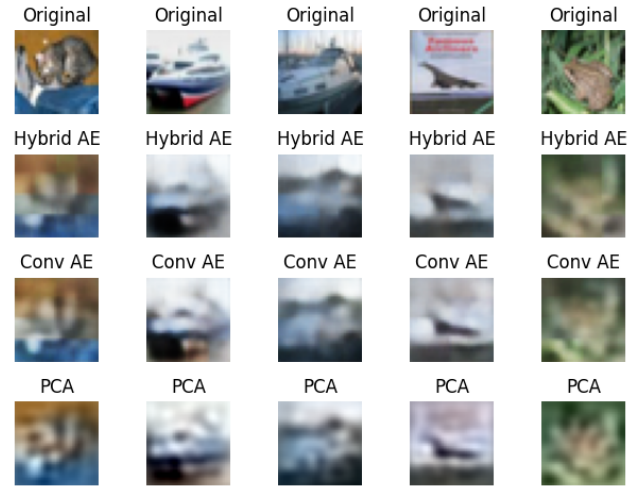 Original Original Original Original Original
Hybrid AE Hybrid AE Hybrid AE Hybrid AE Hybrid AE
Conv AE Conv AE Conv AE Conv AE Conv AE
PCA PCA PCA PCA PCA